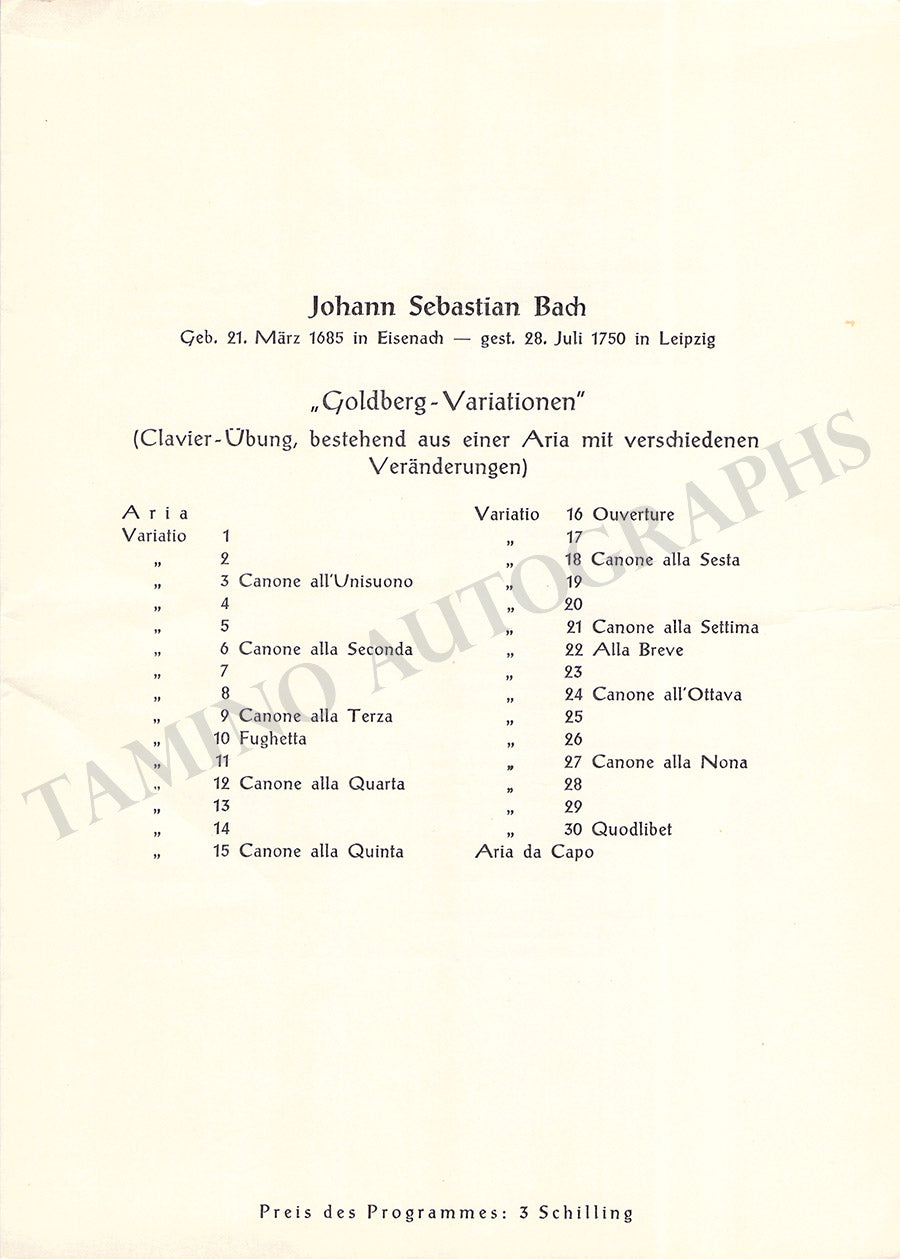 Johann Sebastian Bach
Geb. 21. März 1685 in Eisenach — gest. 28. Juli 1750 in Leipzig
„Goldberg-Variationen"
(Clavier-Übung, bestehend aus einer Aria mit verschiedenen
Veränderungen)
Aria
Variatio 1
„ 2
„ 3 Canone all'Unisuono
„ 4
„ 5
„ 6 Canone alla Seconda
„ 7
„ 8
„ 9 Canone alla Terza
„ 10 Fughetta
„ 11
„ 12 Canone alla Quarta
„ 13
„ 14
„ 15 Canone alla Quinta
Variatio 16 Ouverture
„ 17
„ 18 Canone alla Sesta
„ 19
„ 20
„ 21 Canone alla Settima
„ 22 Alla Breve
„ 23
„ 24 Canone all'Ottava
„ 25
„ 26
„ 27 Canone alla Nona
„ 28
„ 29
„ 30 Quodlibet
Aria da Capo
TAMINO AUTOGRAPHS
Preis des Programmes: 3 Schilling